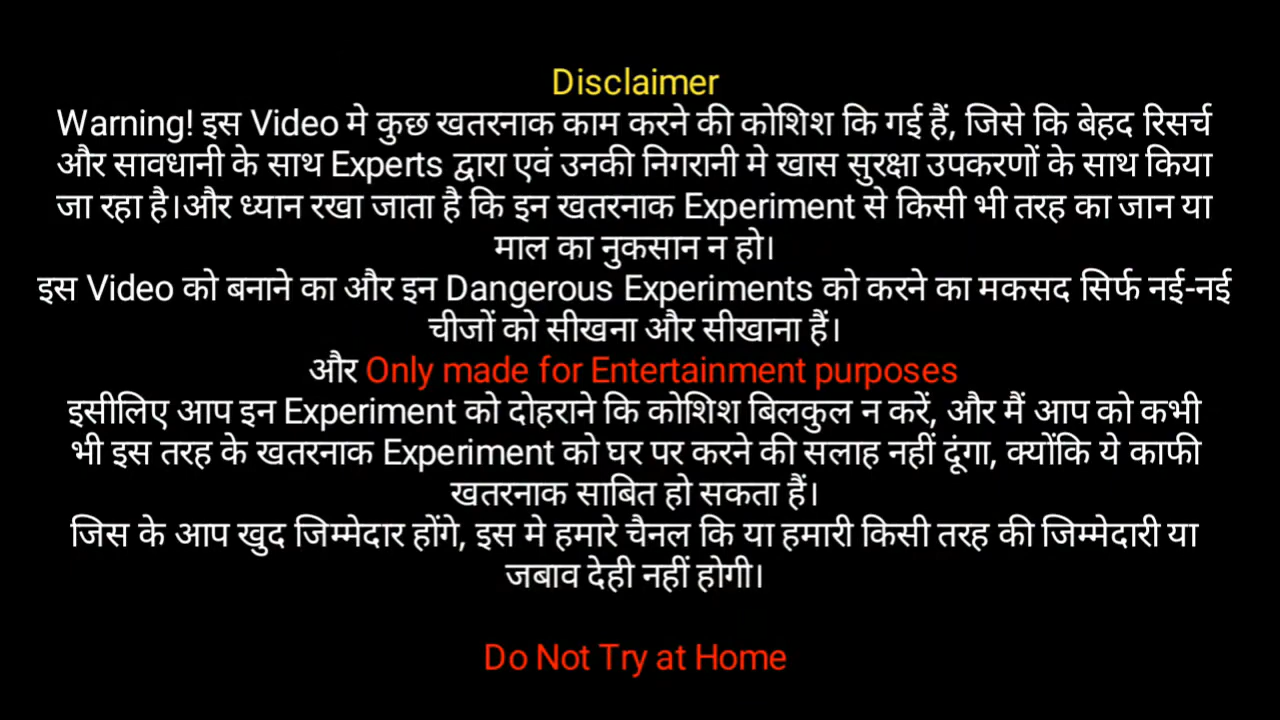 Disclaimer
Warning! इस Video मे कुछ खतरनाक काम करने की कोशिश कि गई हैं, जिसे कि बेहद रिसर्च
और सावधानी के साथ Experts द्वारा एवं उनकी निगरानी मे खास सुरक्षा उपकरणों के साथ किया
जा रहा है।और ध्यान रखा जाता है कि इन खतरनाक Experiment से किसी भी तरह का जान या
माल का नुकसान न हो।
इस Video को बनाने का और इन Dangerous Experiments को करने का मकसद सिर्फ नई-नई
चीजों को सीखना और सीखाना हैं।
और Only made for Entertainment purposes
इसीलिए आप इन Experiment को दोहराने कि कोशिश बिलकुल न करें, और मैं आप को कभी
भी इस तरह के खतरनाक Experiment को घर पर करने की सलाह नहीं दूंगा, क्योंकि ये काफी
खतरनाक साबित हो सकता हैं।
जिस के आप खुद जिम्मेदार होंगे, इस मे हमारे चैनल कि या हमारी किसी तरह की जिम्मेदारी या
जबाव देही नहीं होगी।
Do Not Try at Home